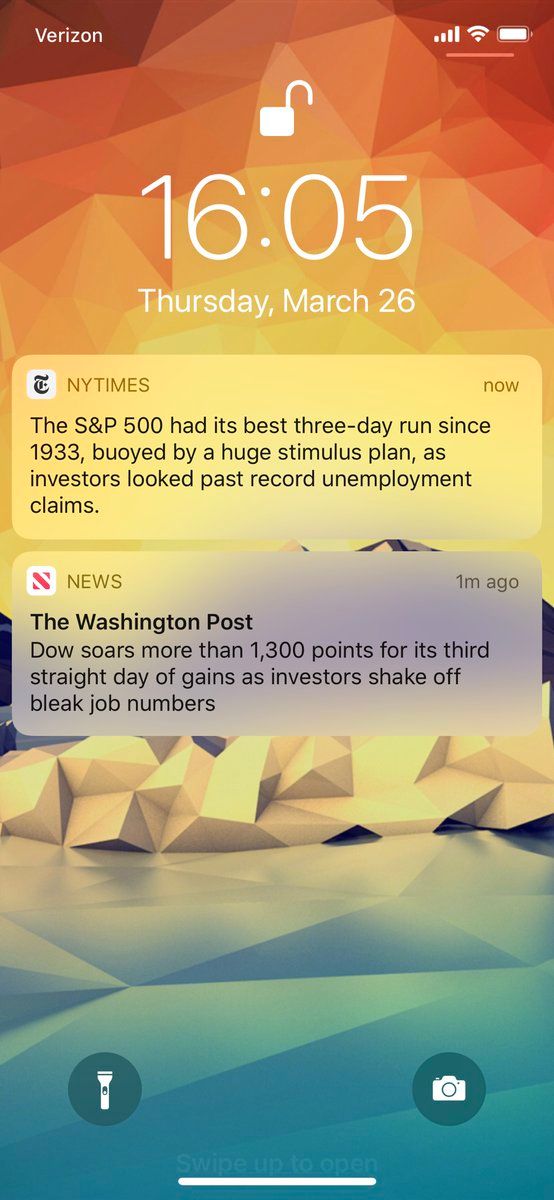 Verizon
16:05
Thursday, March 26
NYTIMES now
The S&P 500 had its best three-day run since
1933, buoyed by a huge stimulus plan, as
investors looked past record unemployment
claims.
NEWS 1m ago
The Washington Post
Dow soars more than 1,300 points for its third
straight day of gains as investors shake off
bleak job numbers
Swipe up to open